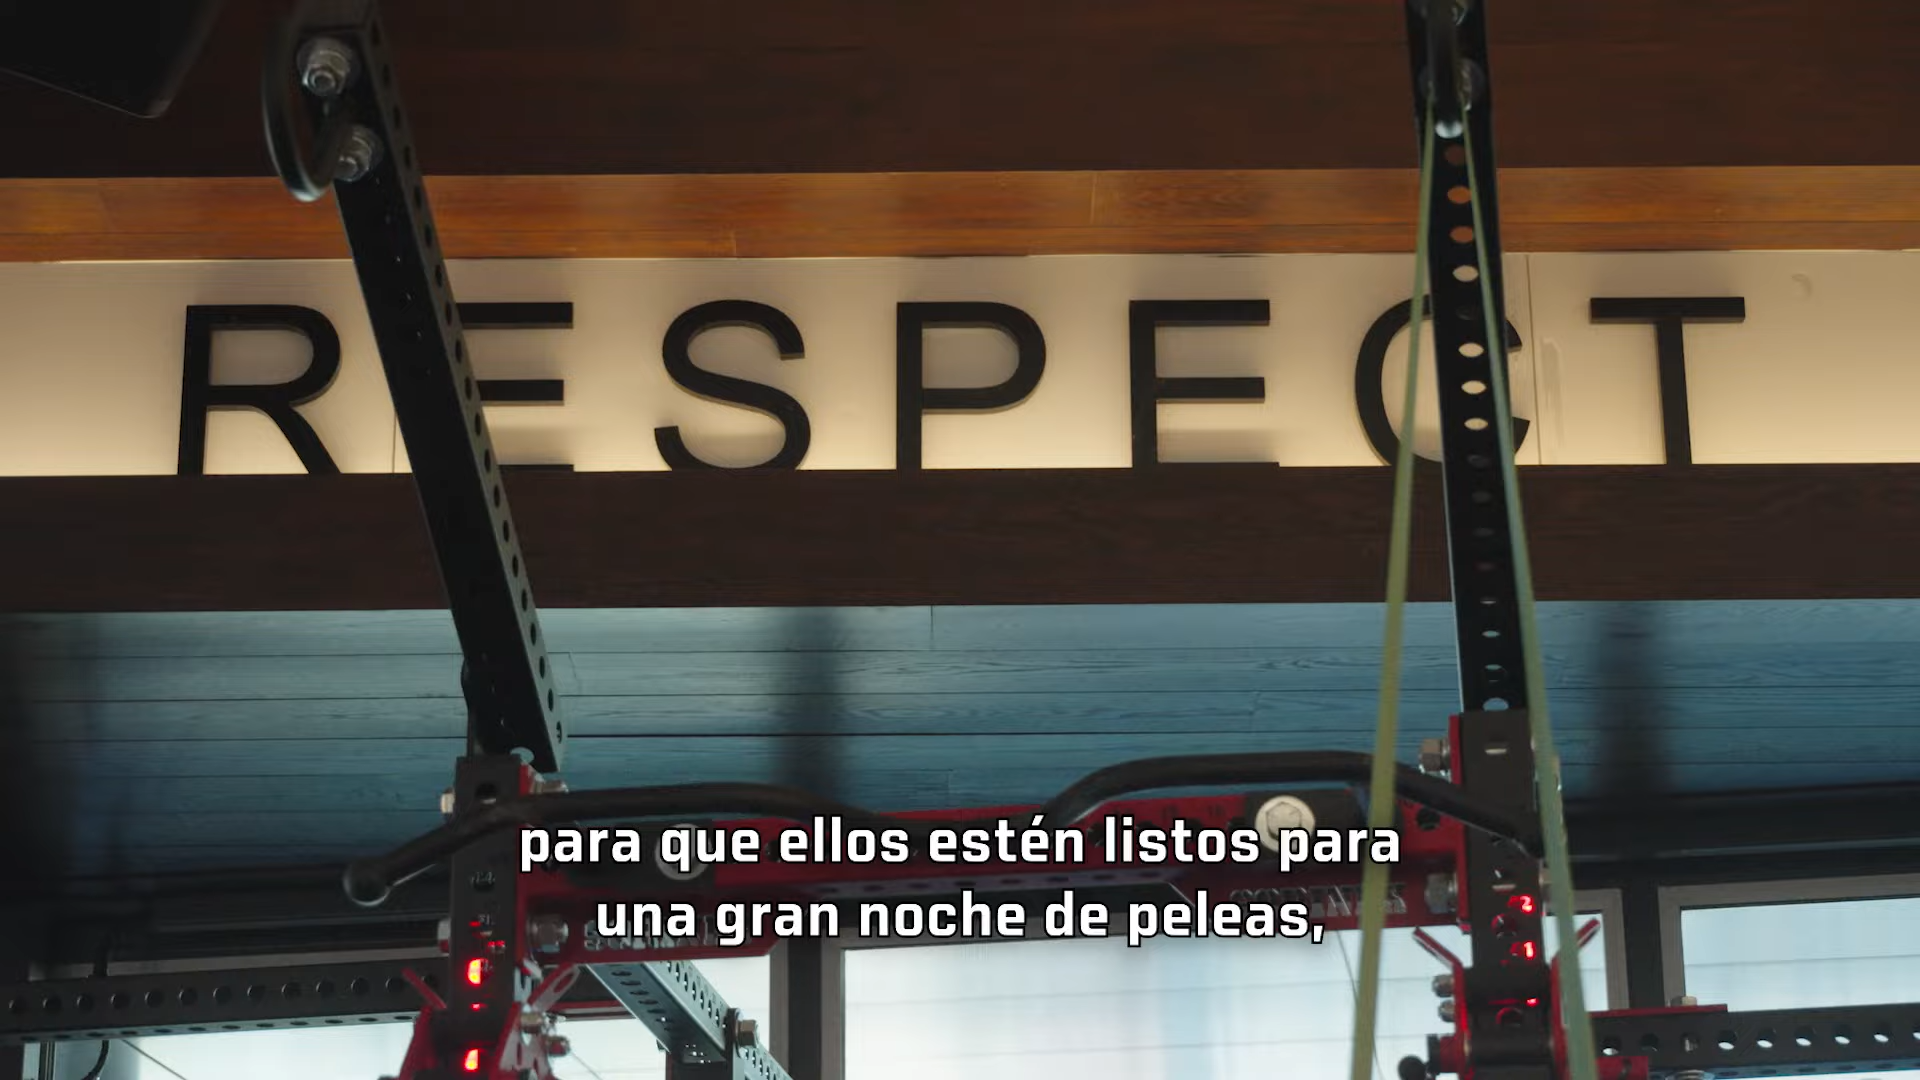 RESPECT
para que ellos estén listos para
una gran noche de peleas,